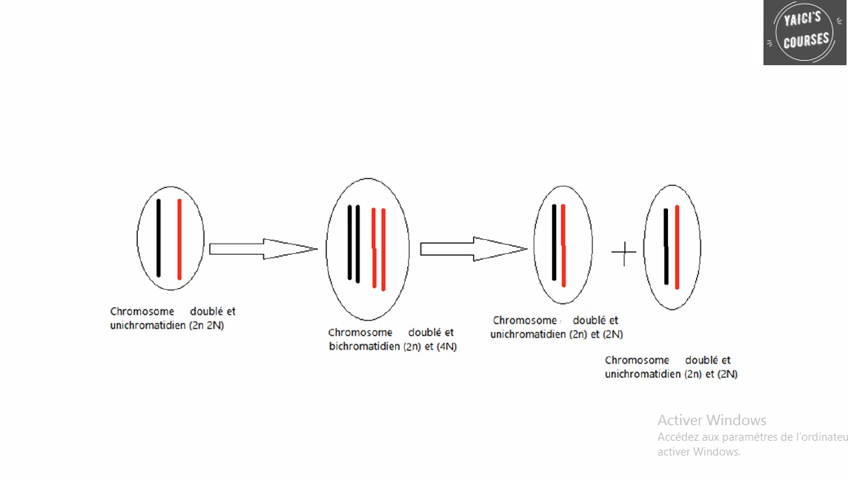 YAICI'S
COURSES
Chromosome doublé et
unichromatidien (2n 2N)
Chromosome doublé et
bichromatidien (2n) et (4N)
Chromosome doublé et
unichromatidien (2n) et (2N)
Chromosome doublé et
unichromatidien (2n) et (2N)
Activer Windows
Accédez aux paramètres de l'ordinateu
activer Windows.